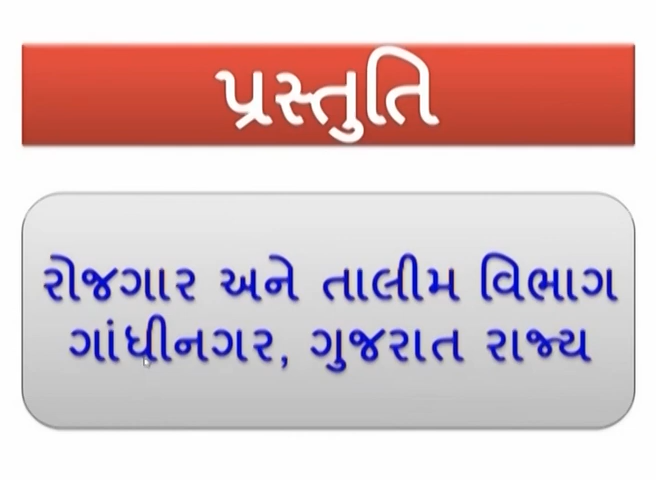 પ્રસ્તુતિ
રોજગાર અને તાલીમ વિભાગ
ગાંધીનગર, ગુજરાત રાજ્ય